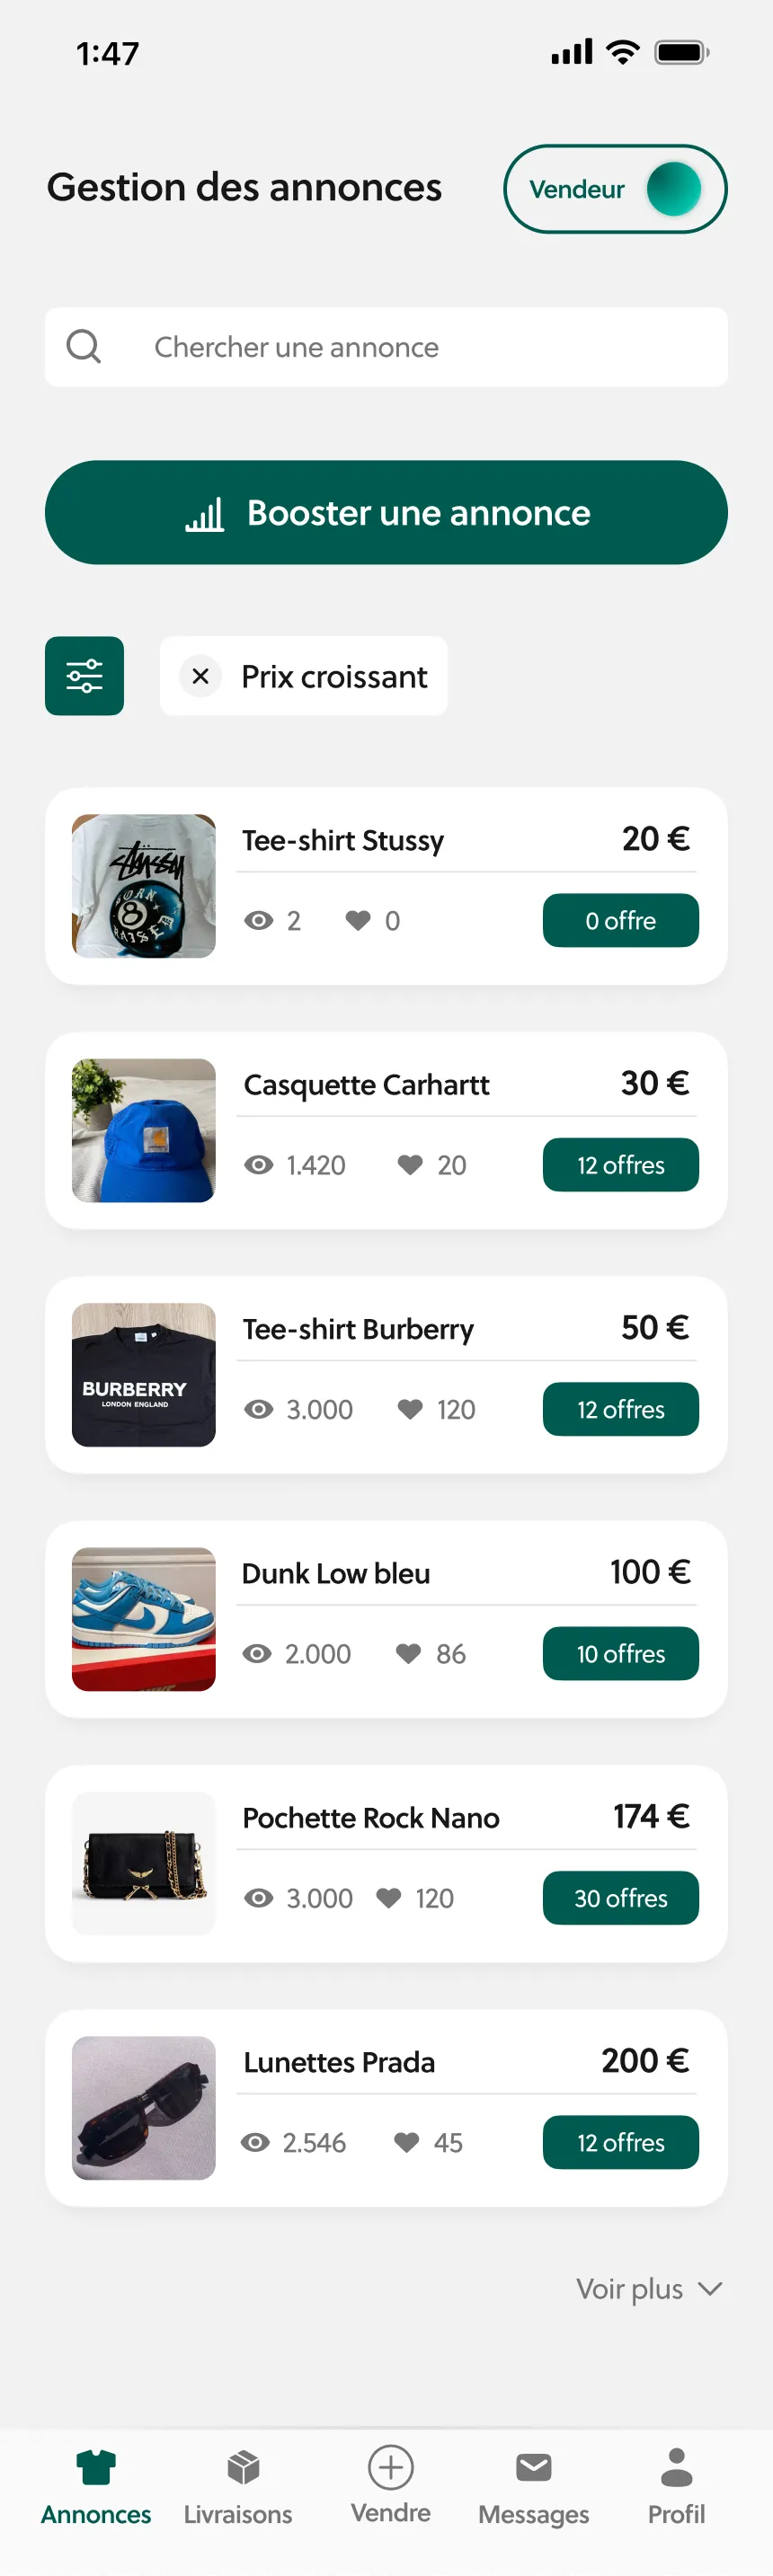 1:47
Gestion des annonces
Vendeur
Chercher une annonce
Booster une annonce
Prix croissant
Tee-shirt Stussy 20 €
2 0 0 offre
Casquette Carhartt 30 €
1.420 20 12 offres
Tee-shirt Burberry 50 €
BURBERRY
LONDON ENGLAND
3.000 120 12 offres
Dunk Low bleu 100 €
2.000 86 10 offres
Pochette Rock Nano 174 €
3.000 120 30 offres
Lunettes Prada 200 €
2.546 45 12 offres
Voir plus
Annonces Livraisons Vendre Messages Profil